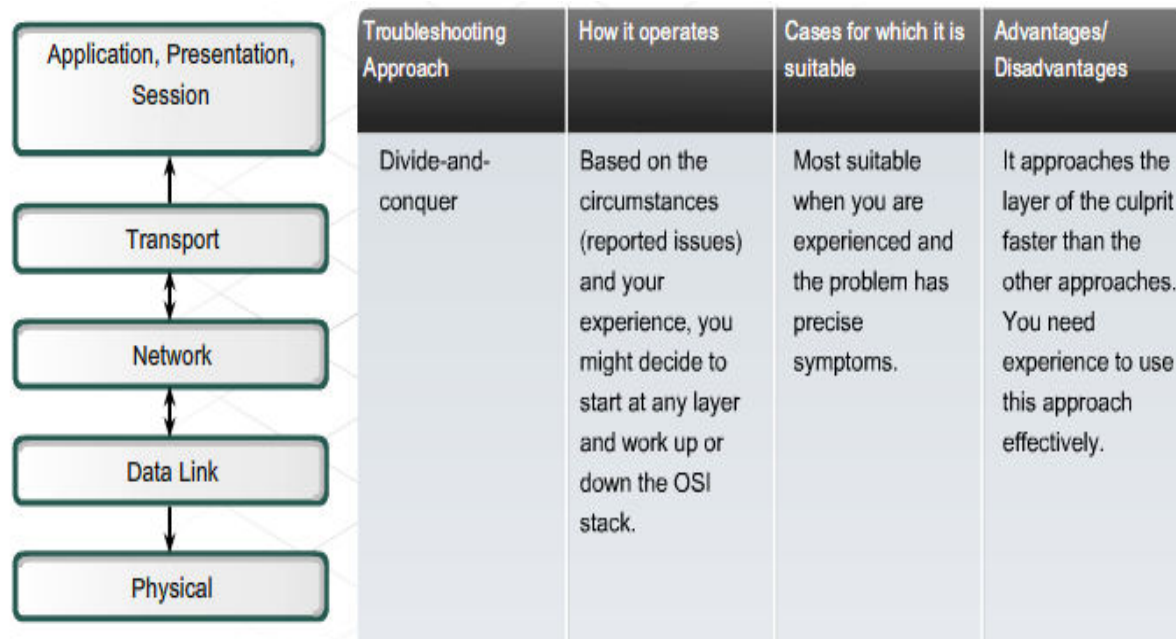 Application, Presentation,
Session
Transport
Network
Data Link
Physical
Troubleshooting
Approach
How it operates
Cases for which it is
suitable
Advantages/
Disadvantages
Divide-and-
conquer
Based on the
circumstances
(reported issues)
and your
experience, you
might decide to
start at any layer
and work up or
down the OSI
stack.
Most suitable
when you are
experienced and
the problem has
precise
symptoms.
It approaches the
layer of the culprit
faster than the
other approaches.
You need
experience to use
this approach
effectively.